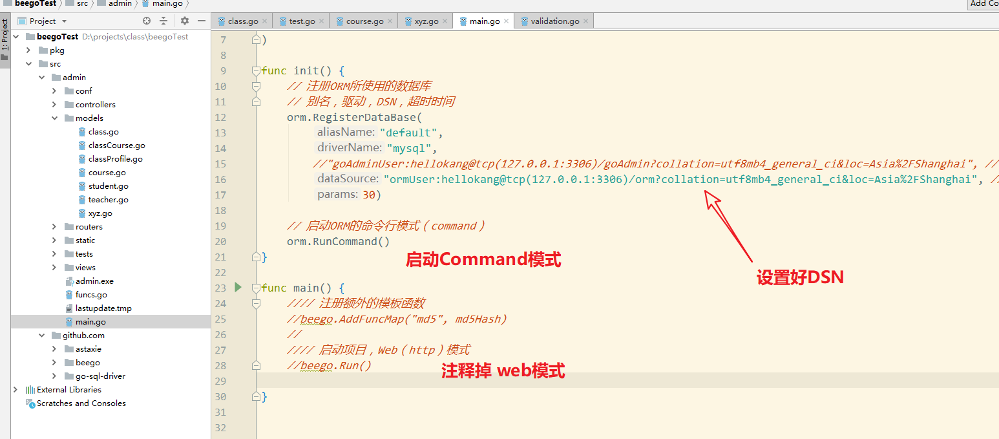 beegoTest src admin main.go
Add Co
1: Project
Project
class.go test.go course.go xyz.go main.go validation.go
beegoTest D:\projects\class\beegoTest
pkg
src
admin
conf
controllers
models
class.go
classCourse.go
classProfile.go
course.go
student.go
teacher.go
xyz.go
routers
static
tests
views
admin.exe
funcs.go
lastupdate.tmp
main.go
github.com
astaxie
beego
go-sql-driver
External Libraries
Scratches and Consoles
7 )
8
9 func init() {
10 // 注册ORM所使用的数据库
11 // 别名，驱动，DSN，超时时间
12 orm.RegisterDataBase(
13 aliasName: "default",
14 driverName: "mysql",
15 //"goAdminUser:hellokang@tcp(127.0.0.1:3306)/goAdmin?collation=utf8mb4_general_ci&loc=Asia%2FShanghai", //
16 dataSource: "ormUser:hellokang@tcp(127.0.0.1:3306)/orm?collation=utf8mb4_general_ci&loc=Asia%2FShanghai", //
17 params: 30)
18
19 // 启动ORM的命令行模式（command）
20 orm.RunCommand()
21 }
启动Command模式
设置好DSN
22
23 func main() {
24 //// 注册额外的模板函数
25 //beego.AddFuncMap("md5", md5Hash)
26 //
27 //// 启动项目，Web（http）模式
28 //beego.Run()
注释掉 web模式
29
30 }
31
32